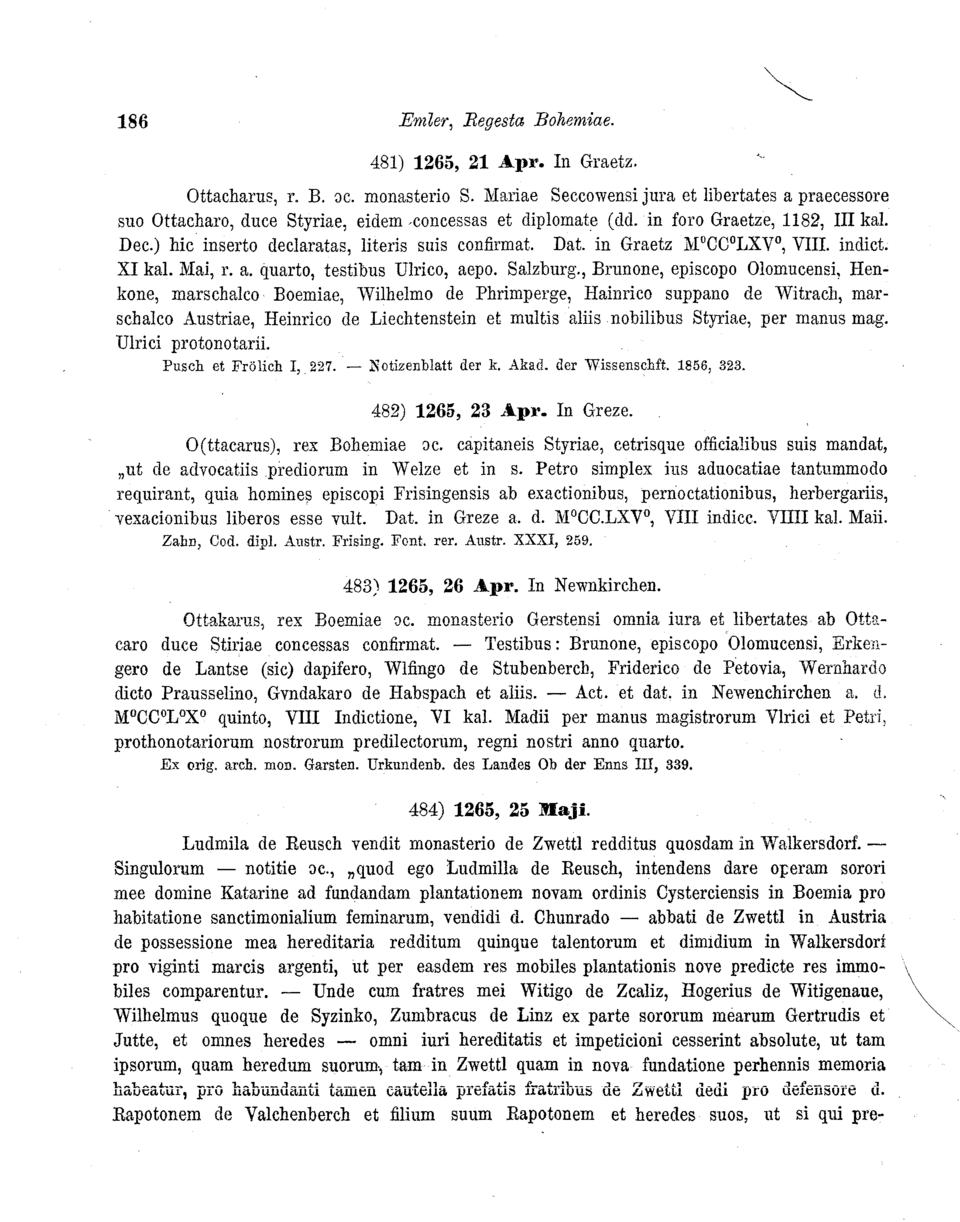 186
Emler, Regesta Bohemiae.
481) 1265, 21 Apr. In Graetz.
Ottacharus, r. B. ɔc. monasterio S. Mariae Seccowensi jura et libertates a praecessore
suo Ottacharo, duce Styriae, eidem concessas et diplomate (dd. in foro Graetze, 1182, III kal.
Dec.) hic inserto declaratas, literis suis confirmat. Dat. in Graetz M⁰CC⁰LXV⁰, VIII. indict.
XI kal. Mai, r. a. quarto, testibus Ulrico, aepo. Salzburg., Brunone, episcopo Olomucensi, Hen-
kone, marschalco Boemiae, Wilhelmo de Phrimperge, Hainrico suppano de Witrach, mar-
schalco Austriae, Heinrico de Liechtenstein et multis aliis nobilibus Styriae, per manus mag.
Ulrici protonotarii.
Pusch et Frölich I, 227. — Notizenblatt der k. Akad. der Wissenschft. 1856, 323.
482) 1265, 23 Apr. In Greze.
O(ttacarus), rex Bohemiae ɔc. capitaneis Styriae, cetrisque officialibus suis mandat,
„ut de advocatiis prediorum in Welze et in s. Petro simplex ius aduocatiae tantummodo
requirant, quia homines episcopi Frisingensis ab exactionibus, pernoctationibus, herbergariis,
vexacionibus liberos esse vult. Dat. in Greze a. d. M⁰CC.LXV⁰, VIII indicc. VIIII kal. Maii.
Zahn, Cod. dipl. Austr. Frising. Font. rer. Austr. XXXI, 259.
483) 1265, 26 Apr. In Newnkirchen.
Ottakarus, rex Boemiae ɔc. monasterio Gerstensi omnia iura et libertates ab Otta-
caro duce Stiriae concessas confirmat. — Testibus: Brunone, episcopo Olomucensi, Erken-
gero de Lantse (sic) dapifero, Wlfingo de Stubenberch, Friderico de Petovia, Wernhardo
dicto Prausselino, Gvndakaro de Habspach et aliis. — Act. et dat. in Newenchirchen a. d.
M⁰CC⁰L⁰X⁰ quinto, VIII Indictione, VI kal. Madii per manus magistrorum Vlrici et Petri,
prothonotariorum nostrorum predilectorum, regni nostri anno quarto.
Ex orig. arch. mon. Garsten. Urkundenb. des Landes Ob der Enns III, 339.
484) 1265, 25 Maji.
Ludmila de Reusch vendit monasterio de Zwettl redditus quosdam in Walkersdorf. —
Singulorum — notitie ɔc., „quod ego Ludmilla de Reusch, intendens dare operam sorori
mee domine Katarine ad fundandam plantationem novam ordinis Cysterciensis in Boemia pro
habitatione sanctimonialium feminarum, vendidi d. Chunrado — abbati de Zwettl in Austria
de possessione mea hereditaria redditum quinque talentorum et dimidium in Walkersdorf
pro viginti marcis argenti, ut per easdem res mobiles plantationis nove predicte res immo-
biles comparentur. — Unde cum fratres mei Witigo de Zcaliz, Hogerius de Witigenaue,
Wilhelmus quoque de Syzinko, Zumbracus de Linz ex parte sororum mearum Gertrudis et
Jutte, et omnes heredes — omni iuri hereditatis et impeticioni cesserint absolute, ut tam
ipsorum, quam heredum suorum, tam in Zwettl quam in nova fundatione perhennis memoria
habeatur, pro habundanti tamen cautella prefatis fratribus de Zwettl dedi pro defensore d.
Rapotonem de Valchenberch et filium suum Rapotonem et heredes suos, ut si qui pre-